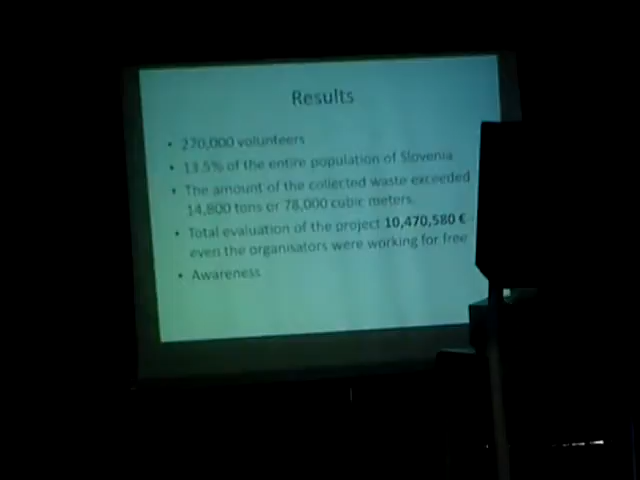 Results
• 270,000 volunteers
• 13.5% of the entire population of Slovenia
• The amount of the collected waste exceeded
14,800 tons or 78,000 cubic meters.
• Total evaluation of the project 10,470,580 € -
even the organisators were working for free
• Awareness